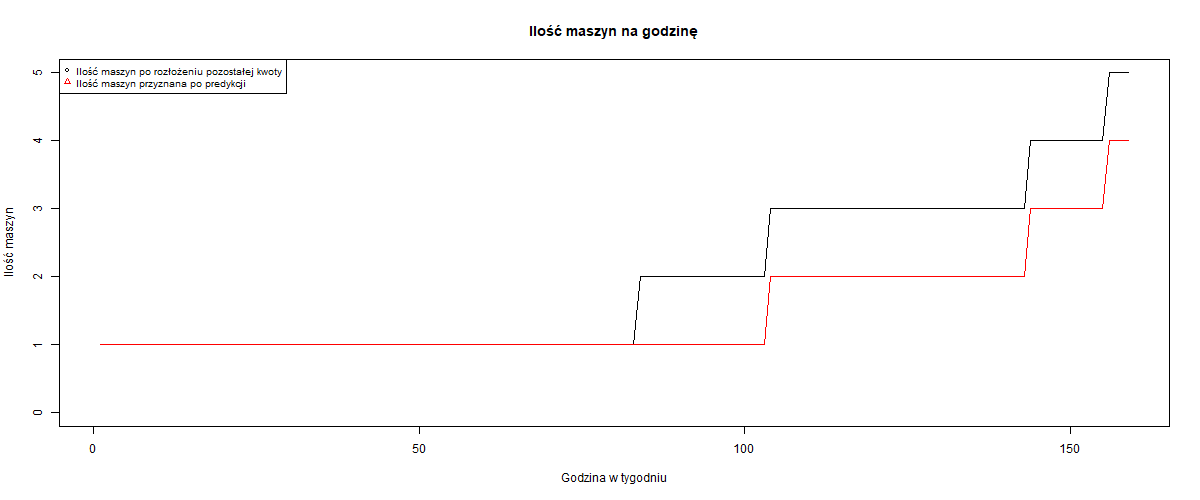 Ilość maszyn na godzinę
Ilość maszyn po rozłożeniu pozostałej kwoty
Ilość maszyn przyznana po predykcji
5
4
3
2
1
0
Ilość maszyn
0 50 100 150
Godzina w tygodniu